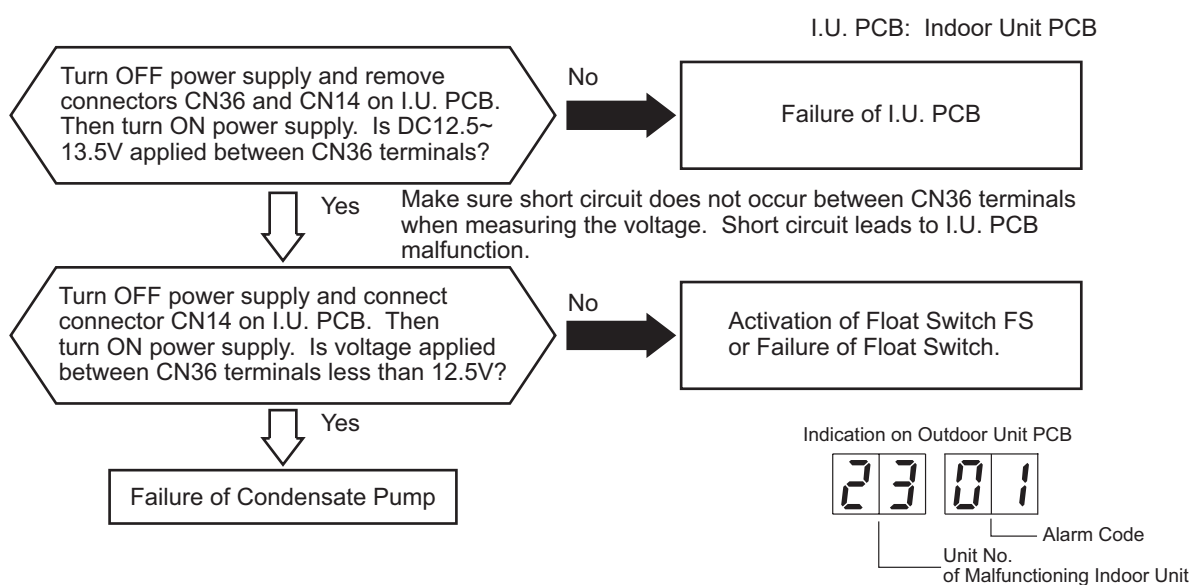 I.U. PCB: Indoor Unit PCB
Turn OFF power supply and remove
connectors CN36 and CN14 on I.U. PCB.
Then turn ON power supply. Is DC12.5~
13.5V applied between CN36 terminals?
No
Failure of I.U. PCB
Yes
Make sure short circuit does not occur between CN36 terminals
when measuring the voltage. Short circuit leads to I.U. PCB
malfunction.
Turn OFF power supply and connect
connector CN14 on I.U. PCB. Then
turn ON power supply. Is voltage applied
between CN36 terminals less than 12.5V?
No
Activation of Float Switch FS
or Failure of Float Switch.
Yes
Failure of Condensate Pump
Indication on Outdoor Unit PCB
23 01
Alarm Code
Unit No.
of Malfunctioning Indoor Unit